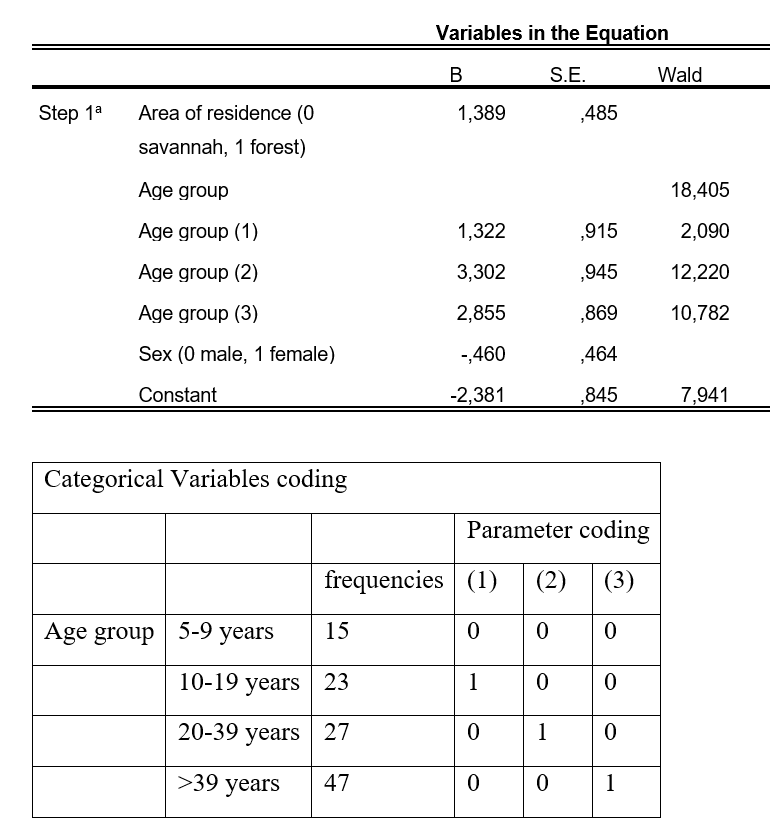 Variables in the Equation
B S.E. Wald
Step 1ᵃ Area of residence (0 1,389 ,485
savannah, 1 forest)
Age group 18,405
Age group (1) 1,322 ,915 2,090
Age group (2) 3,302 ,945 12,220
Age group (3) 2,855 ,869 10,782
Sex (0 male, 1 female) -,460 ,464
Constant -2,381 ,845 7,941
Categorical Variables coding
Parameter coding
frequencies (1) (2) (3)
Age group 5-9 years 15 0 0 0
10-19 years 23 1 0 0
20-39 years 27 0 1 0
>39 years 47 0 0 1